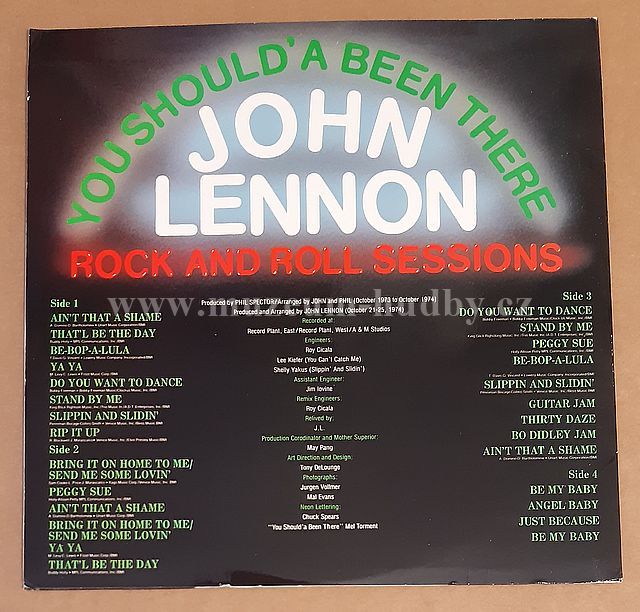 YOU SHOULD'A BEEN THERE
JOHN
LENNON
ROCK AND ROLL SESSIONS
Side 1
AIN'T THAT A SHAME
THAT'L BE THE DAY
BE-BOP-A-LULA
YA YA
DO YOU WANT TO DANCE
STAND BY ME
SLIPPIN AND SLIDIN'
RIP IT UP
Side 2
BRING IT ON HOME TO ME/
SEND ME SOME LOVIN'
PEGGY SUE
AIN'T THAT A SHAME
BRING IT ON HOME TO ME/
SEND ME SOME LOVIN'
YA YA
THAT'L BE THE DAY
Produced by PHIL SPECTOR/Arranged by JOHN and PHIL (October 1973 to October 1974)
Produced and Arranged by JOHN LENNON (October 21-25, 1974)
Recorded at:
Record Plant, East/Record Plant, West/A & M Studios
Engineers:
Roy Cicala
Lee Kiefer (You Can't Catch Me)
Shelly Yakus (Slippin' And Slidin')
Assistant Engineer:
Jim Iovine
Remix Engineers:
Roy Cicala
Relived by:
J.L.
Production Corodinator and Mother Superior:
May Pang
Art Direction and Design:
Tony DeLounge
Photographs:
Jurgen Vollmer
Mal Evans
Neon Lettering:
Chuck Spears
"You Should'a Been There" Mel Torment
Side 3
DO YOU WANT TO DANCE
STAND BY ME
PEGGY SUE
BE-BOP-A-LULA
SLIPPIN AND SLIDIN'
GUITAR JAM
THIRTY DAZE
BO DIDLEY JAM
AIN'T THAT A SHAME
Side 4
BE MY BABY
ANGEL BABY
JUST BECAUSE
BE MY BABY